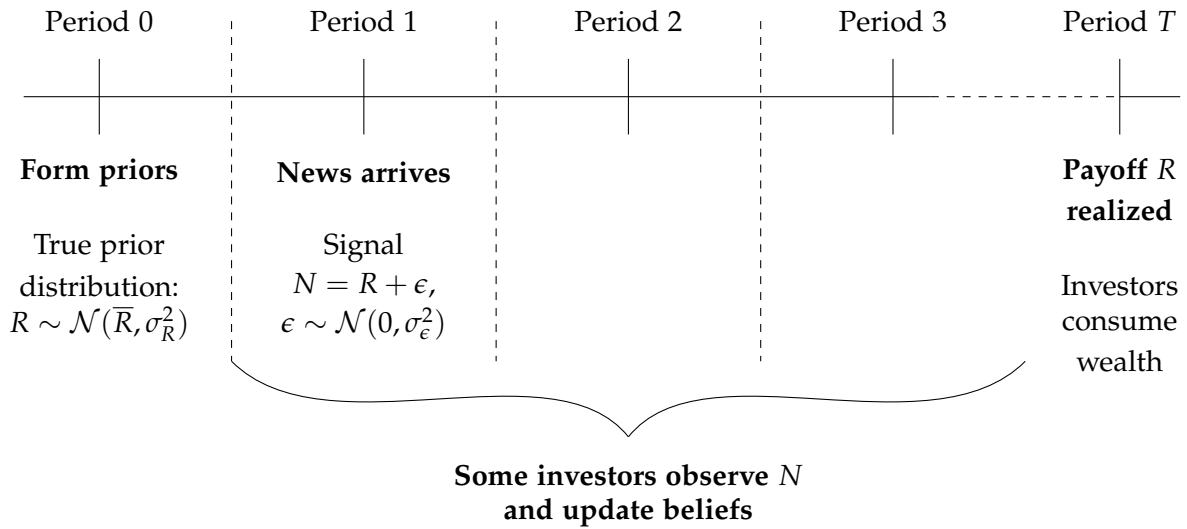 Period 0 Period 1 Period 2 Period 3 Period T
Form priors
True prior
distribution:
R ∼ 𝒩(R̅, σ_R^2)
News arrives
Signal
N = R + ϵ,
ϵ ∼ 𝒩(0, σ_ϵ^2)
Payoff R
realized
Investors
consume
wealth
Some investors observe N
and update beliefs